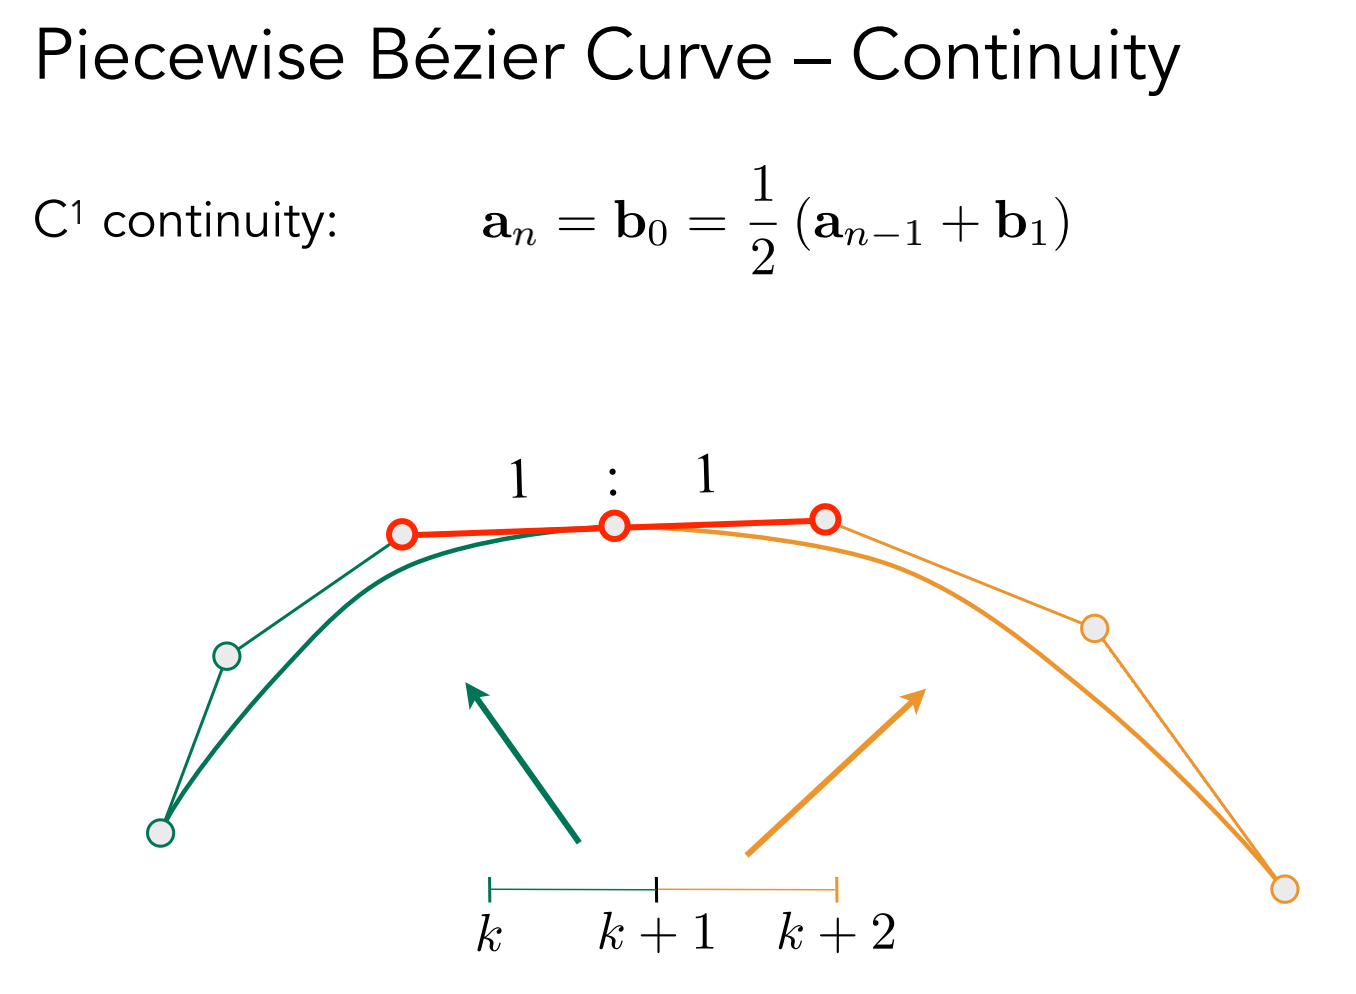 Piecewise Bézier Curve – Continuity
C¹ continuity: aₙ = b₀ = 1/2 (aₙ₋₁ + b₁)
1 : 1
k k + 1 k + 2